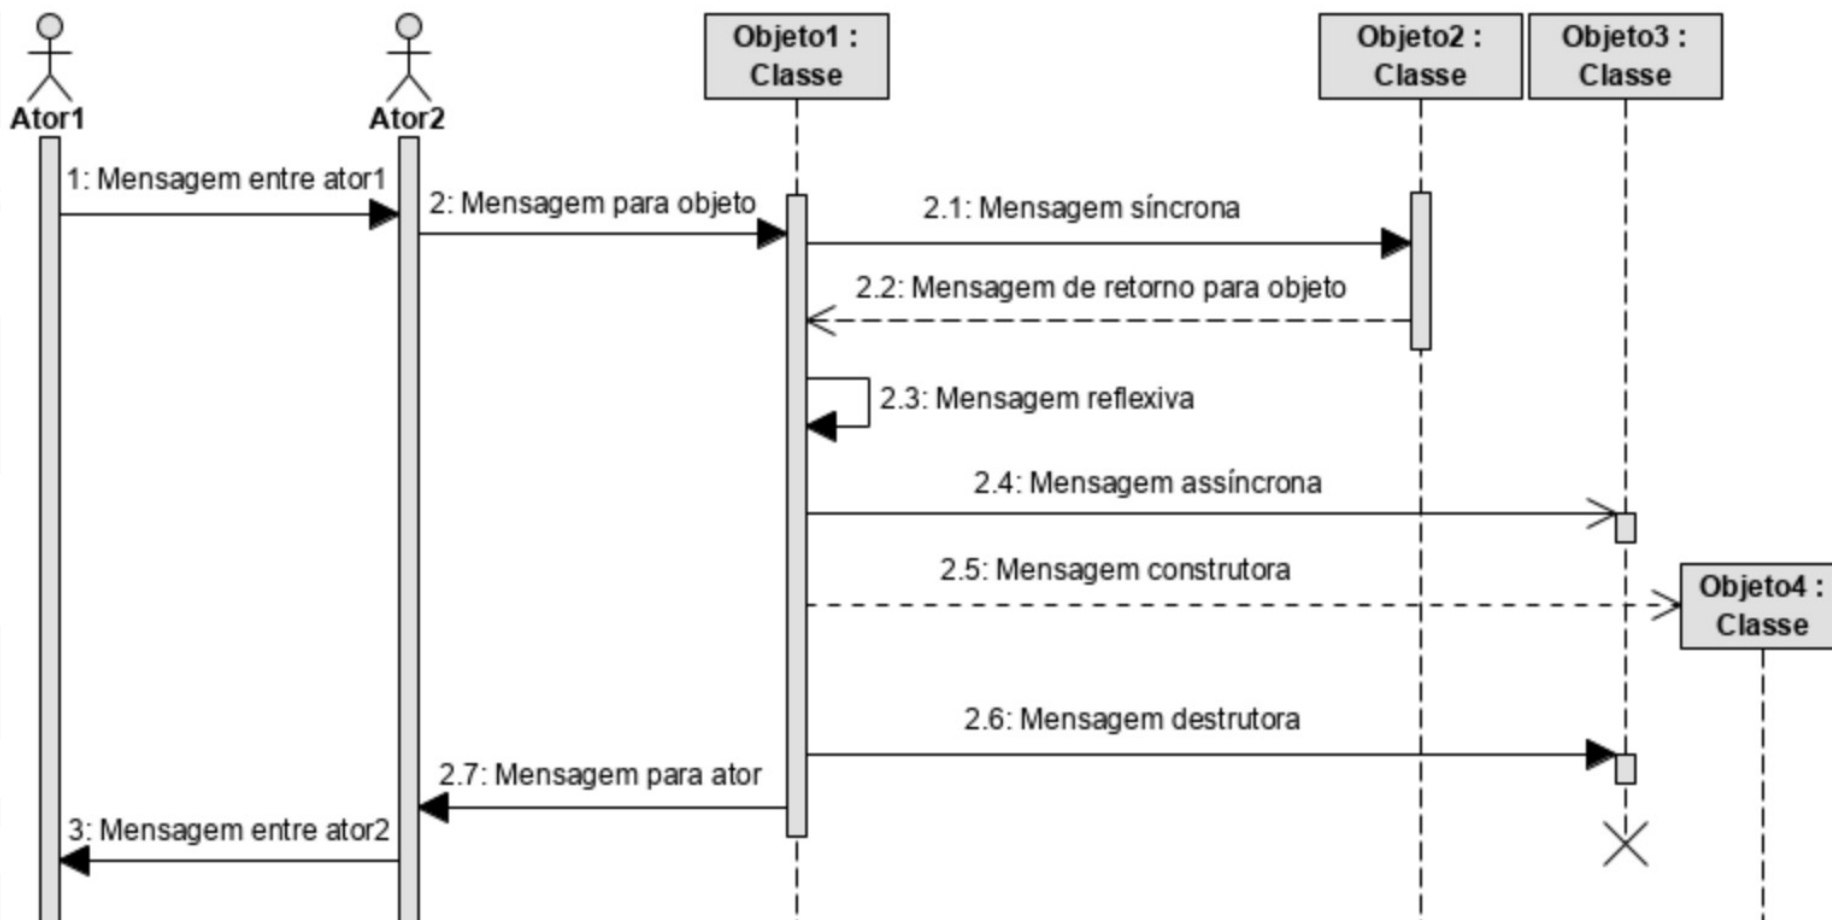 Objeto1 :
Classe
Objeto2 :
Classe
Objeto3 :
Classe
Ator1
Ator2
1: Mensagem entre ator1
2: Mensagem para objeto
2.1: Mensagem síncrona
2.2: Mensagem de retorno para objeto
2.3: Mensagem reflexiva
2.4: Mensagem assíncrona
2.5: Mensagem construtora
Objeto4 :
Classe
2.6: Mensagem destrutora
2.7: Mensagem para ator
3: Mensagem entre ator2